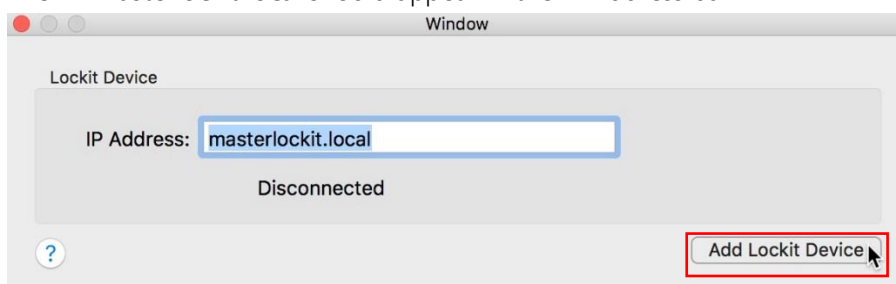 Window
Lockit Device
IP Address: masterlockit.local
Disconnected
? Add Lockit Device